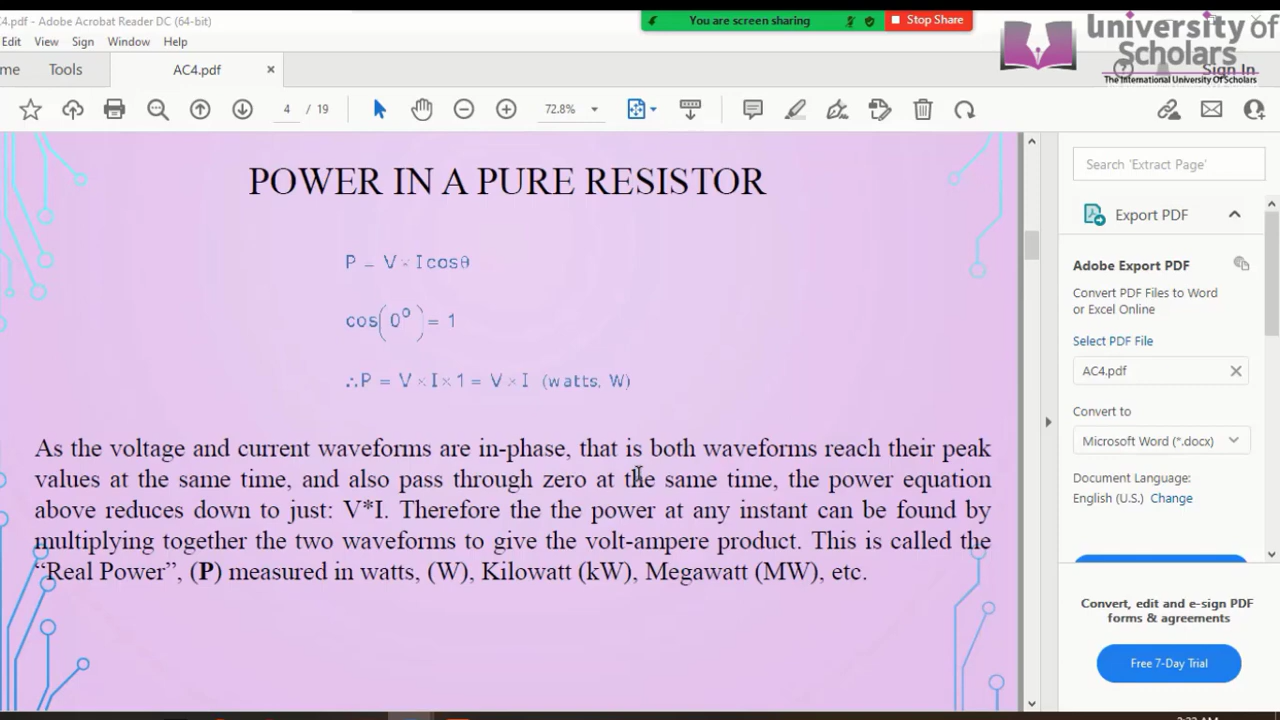 4.pdf - Adobe Acrobat Reader DC (64-bit)
You are screen sharing
Stop Share
university of
Scholars
The International University Of Scholars
Edit View Sign Window Help
me Tools AC4.pdf
Sign In
4 / 19
72.8%
POWER IN A PURE RESISTOR
P = V × I cosθ
cos(0°) = 1
∴P = V × I × 1 = V × I (watts, W)
As the voltage and current waveforms are in-phase, that is both waveforms reach their peak
values at the same time, and also pass through zero at the same time, the power equation
above reduces down to just: V*I. Therefore the the power at any instant can be found by
multiplying together the two waveforms to give the volt-ampere product. This is called the
“Real Power”, (P) measured in watts, (W), Kilowatt (kW), Megawatt (MW), etc.
Search 'Extract Page'
Export PDF
Adobe Export PDF
Convert PDF Files to Word
or Excel Online
Select PDF File
AC4.pdf
Convert to
Microsoft Word (*.docx)
Document Language:
English (U.S.) Change
Convert, edit and e-sign PDF
forms & agreements
Free 7-Day Trial